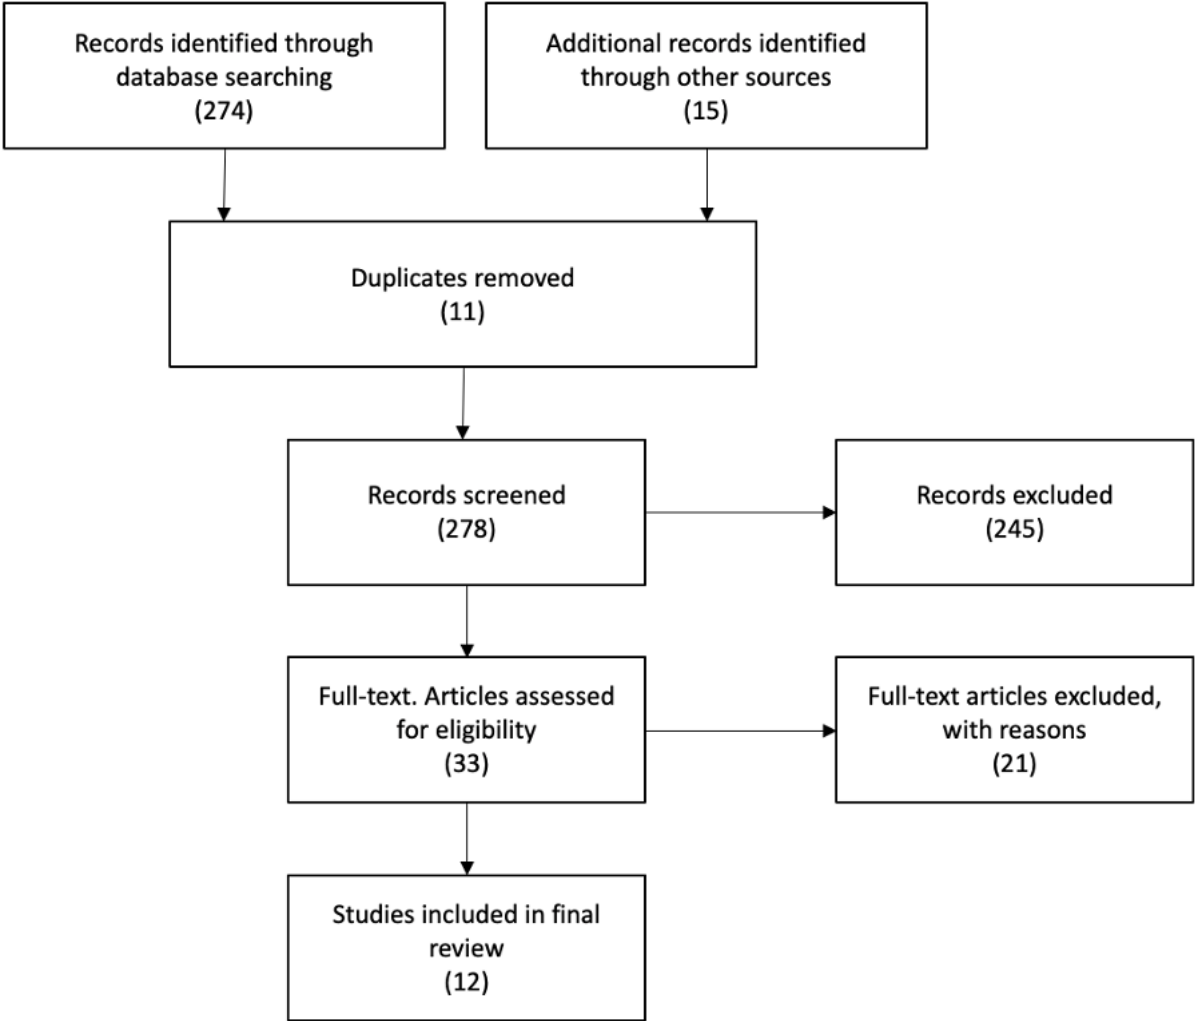 Records identified through
database searching
(274)
Additional records identified
through other sources
(15)
Duplicates removed
(11)
Records screened
(278)
Records excluded
(245)
Full-text. Articles assessed
for eligibility
(33)
Full-text articles excluded,
with reasons
(21)
Studies included in final
review
(12)